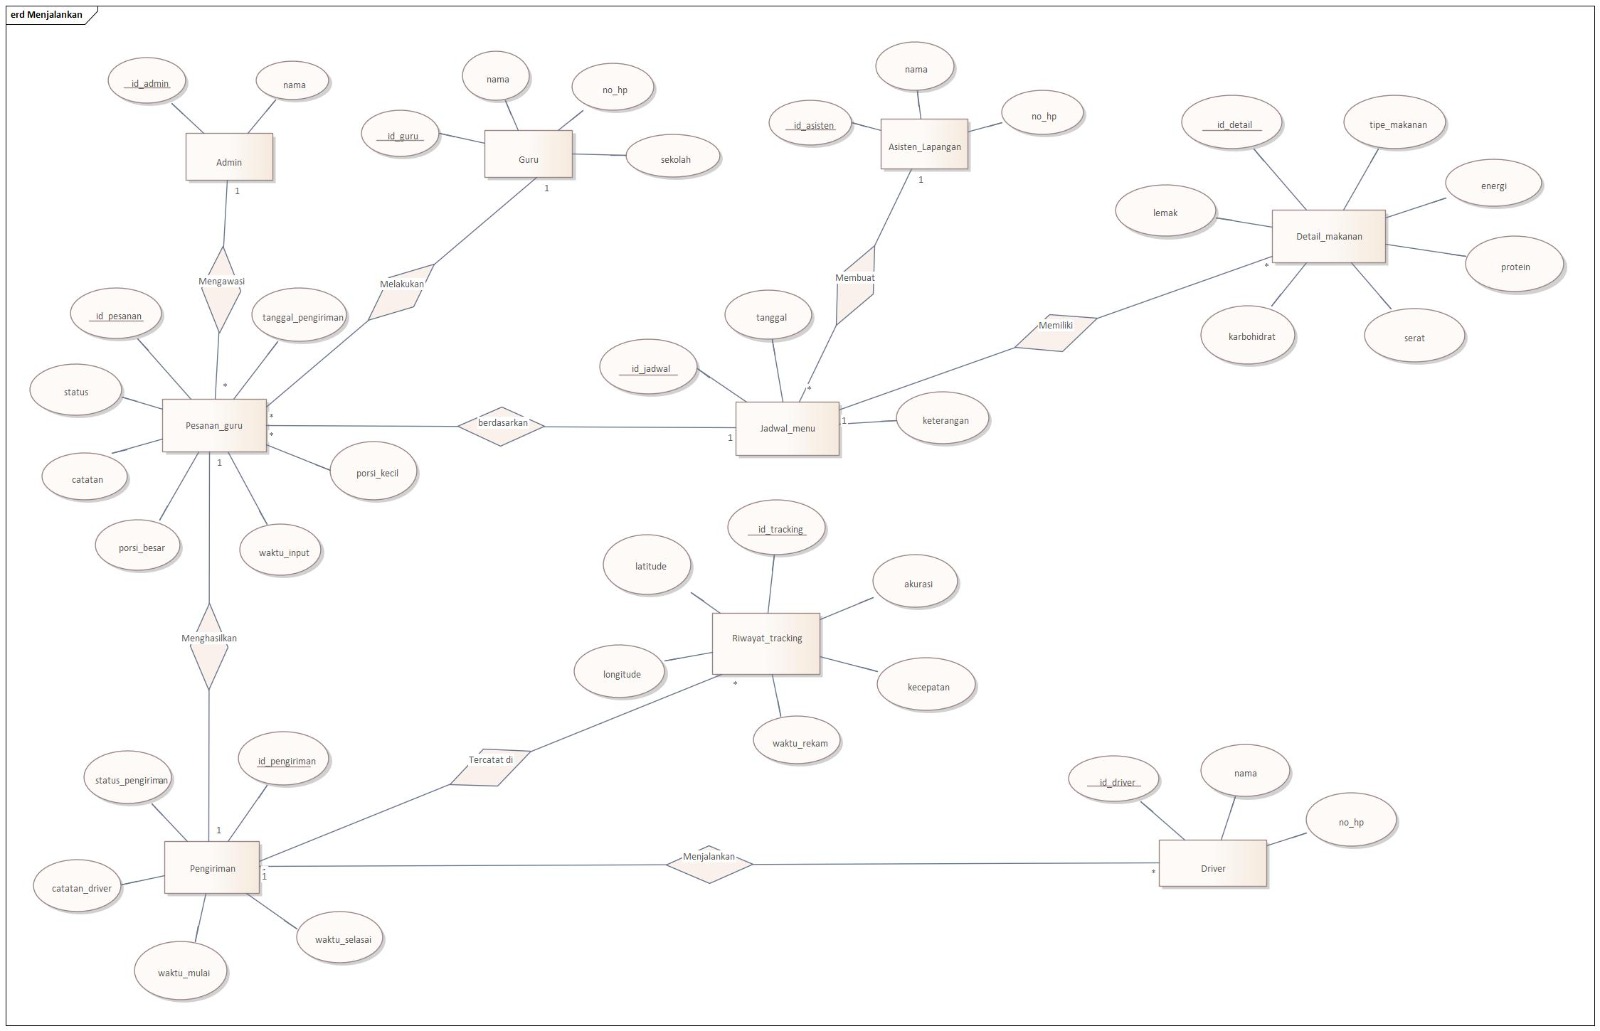 erd Menjalankan
id_admin
nama
Admin
1
nama
no_hp
id_guru
Guru
sekolah
1
nama
id_asisten
no_hp
Asisten_Lapangan
1
id_detail
tipe_makanan
energi
lemak
Detail_makanan
*
protein
karbohidrat
serat
Mengawasi
Melakukan
Membuat
Memiliki
id_pesanan
tanggal_pengiriman
status
*
Pesanan_guru
*
*
1
catatan
porsi_kecil
porsi_besar
waktu_input
berdasarkan
tanggal
id_jadwal
*
Jadwal_menu
1
1
keterangan
Menghasilkan
id_tracking
latitude
akurasi
Riwayat_tracking
longitude
kecepatan
*
waktu_rekam
Tercatat di
status_pengiriman
id_pengiriman
1
Pengiriman
1
catatan_driver
waktu_selasai
waktu_mulai
Menjalankan
id_driver
nama
no_hp
Driver
*